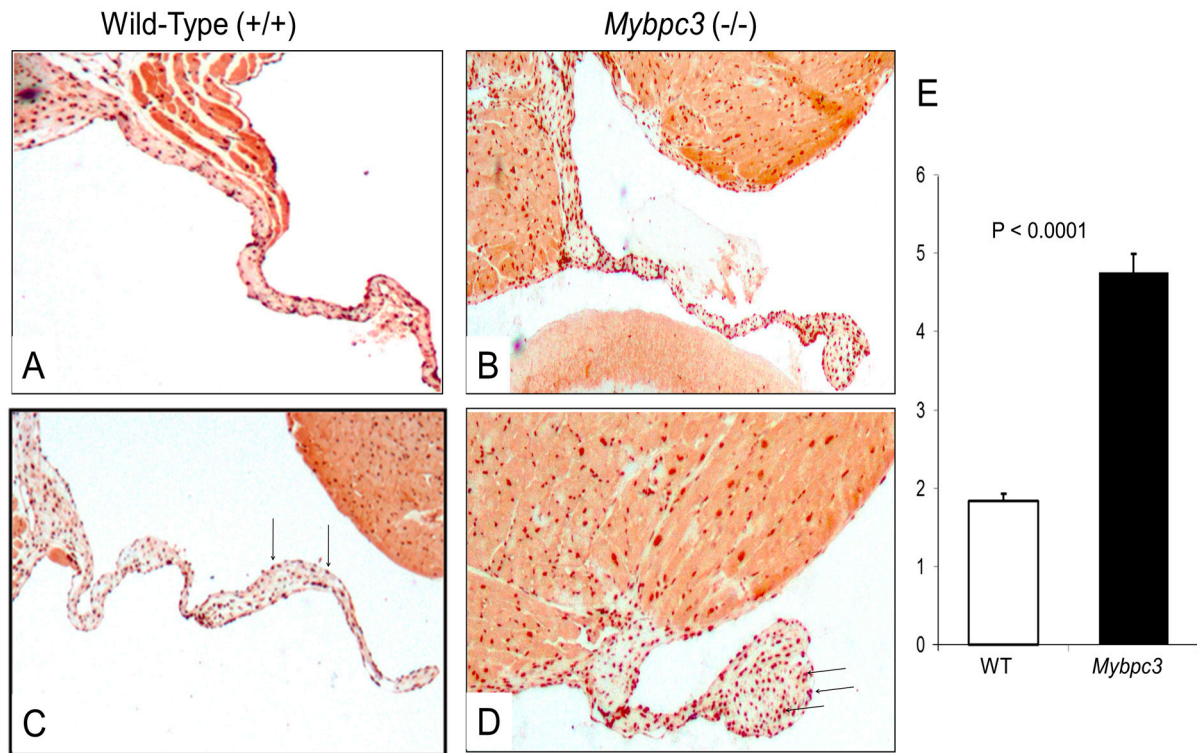 Wild-Type (+/+)
Mybpc3 (-/-)
A
B
C
D
E
6
5
4
3
2
1
0
P < 0.0001
WT
Mybpc3